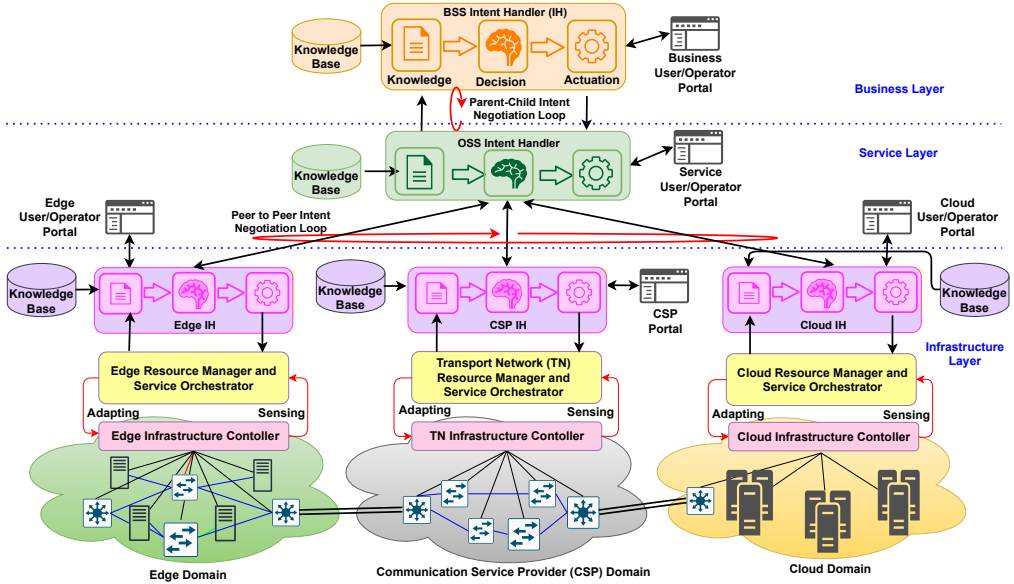 BSS Intent Handler (IH)
Knowledge
Base
Knowledge
Decision
Actuation
Business
User/Operator
Portal
Business Layer
Parent-Child Intent
Negotiation Loop
OSS Intent Handler
Knowledge
Base
Service
User/Operator
Portal
Service Layer
Edge
User/Operator
Portal
Peer to Peer Intent
Negotiation Loop
Cloud
User/Operator
Portal
Knowledge
Base
Edge IH
Knowledge
Base
CSP IH
CSP
Portal
Cloud IH
Knowledge
Base
Infrastructure
Layer
Edge Resource Manager and
Service Orchestrator
Transport Network (TN)
Resource Manager and
Service Orchestrator
Cloud Resource Manager and
Service Orchestrator
Adapting
Sensing
Adapting
Sensing
Adapting
Sensing
Edge Infrastructure Contoller
TN Infrastructure Contoller
Cloud Infrastructure Contoller
Edge Domain
Communication Service Provider (CSP) Domain
Cloud Domain